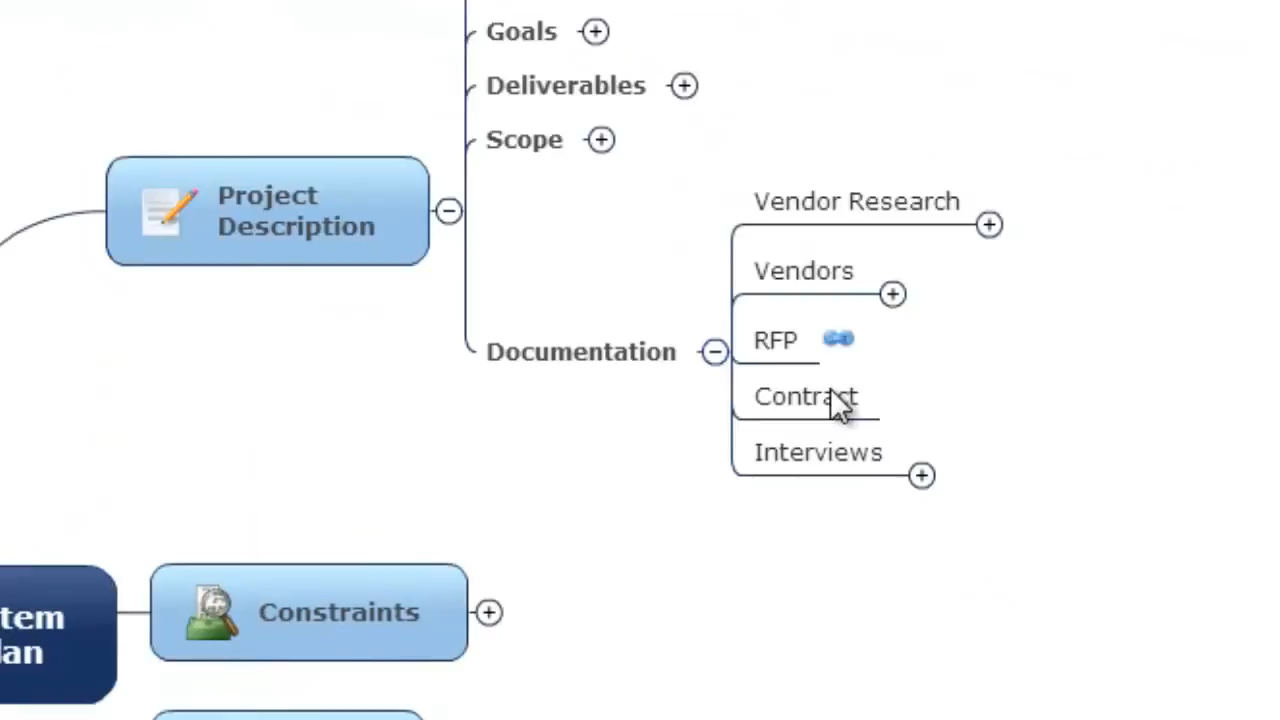 Goals
Deliverables
Scope
Project
Description
Vendor Research
Vendors
RFP
Documentation
Contract
Interviews
Constraints
tem
lan